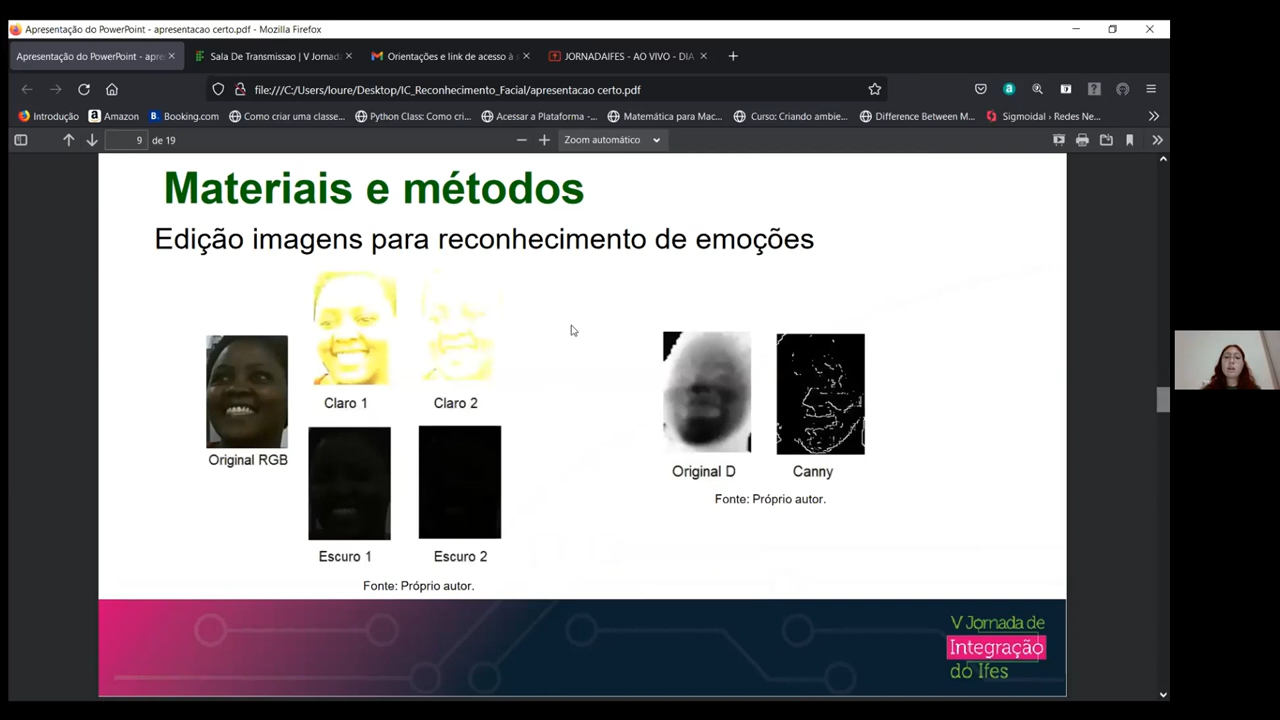 Apresentação do PowerPoint - apresentacao certo.pdf - Mozilla Firefox
Apresentação do PowerPoint - apre
Sala De Transmissao | V Jornada
Orientações e link de acesso à s
JORNADAIFES - AO VIVO - DIA
file:///C:/Users/loure/Desktop/IC_Reconhecimento_Facial/apresentacao certo.pdf
Introdução
Amazon
Booking.com
Como criar uma classe...
Python Class: Como cri...
Acessar a Plataforma -...
Matemática para Mac...
Curso: Criando ambie...
Difference Between M...
Sigmoidal › Redes Ne...
9 de 19
Zoom automático
Materiais e métodos
Edição imagens para reconhecimento de emoções
Claro 1
Claro 2
Original RGB
Escuro 1
Escuro 2
Fonte: Próprio autor.
Original D
Canny
Fonte: Próprio autor.
V Jornada de
Integração
do Ifes